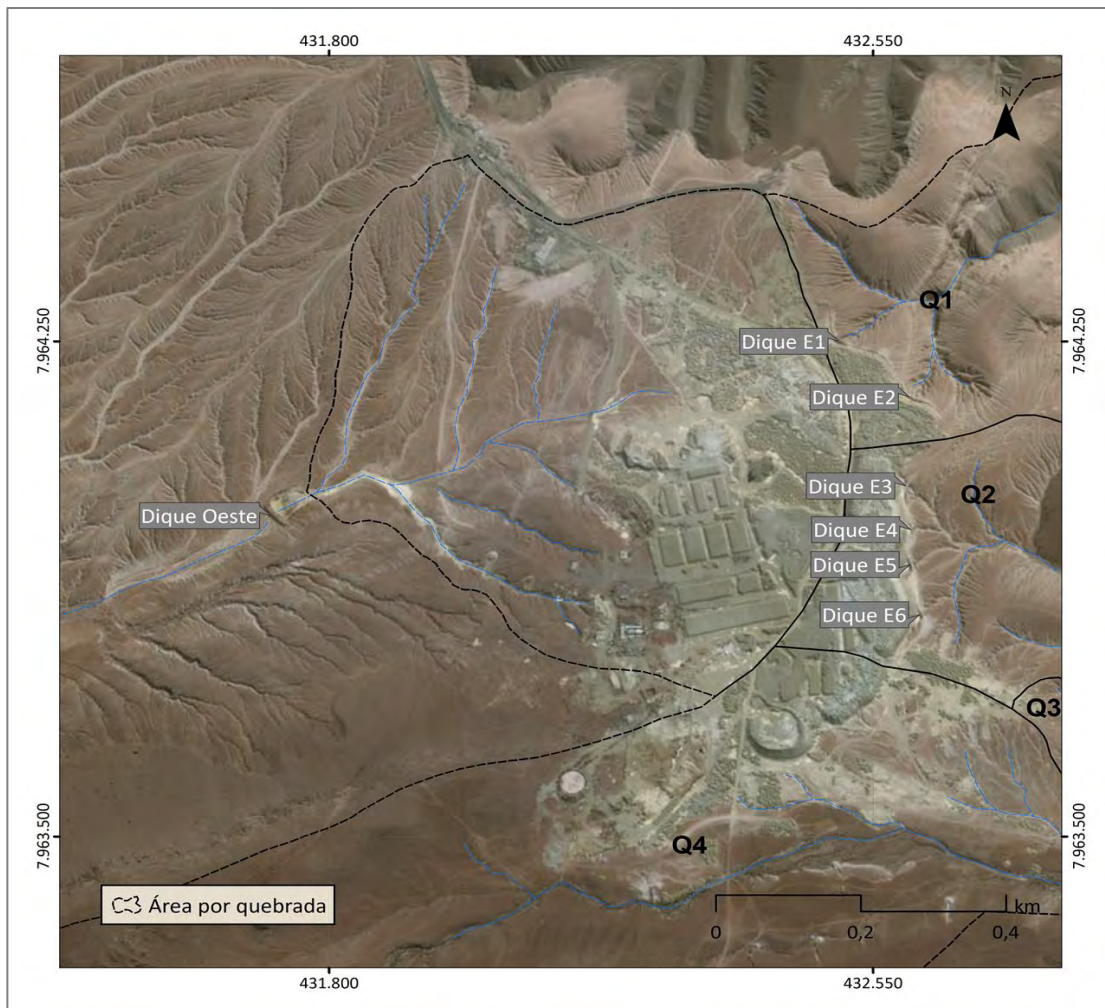 431.800
432.550
N
Q1
7.964.250
7.964.250
Dique E1
Dique E2
Dique E3
Q2
Dique Oeste
Dique E4
Dique E5
Dique E6
Q3
7.963.500
7.963.500
Q4
Área por quebrada
km
0
0,2
0,4
431.800
432.550